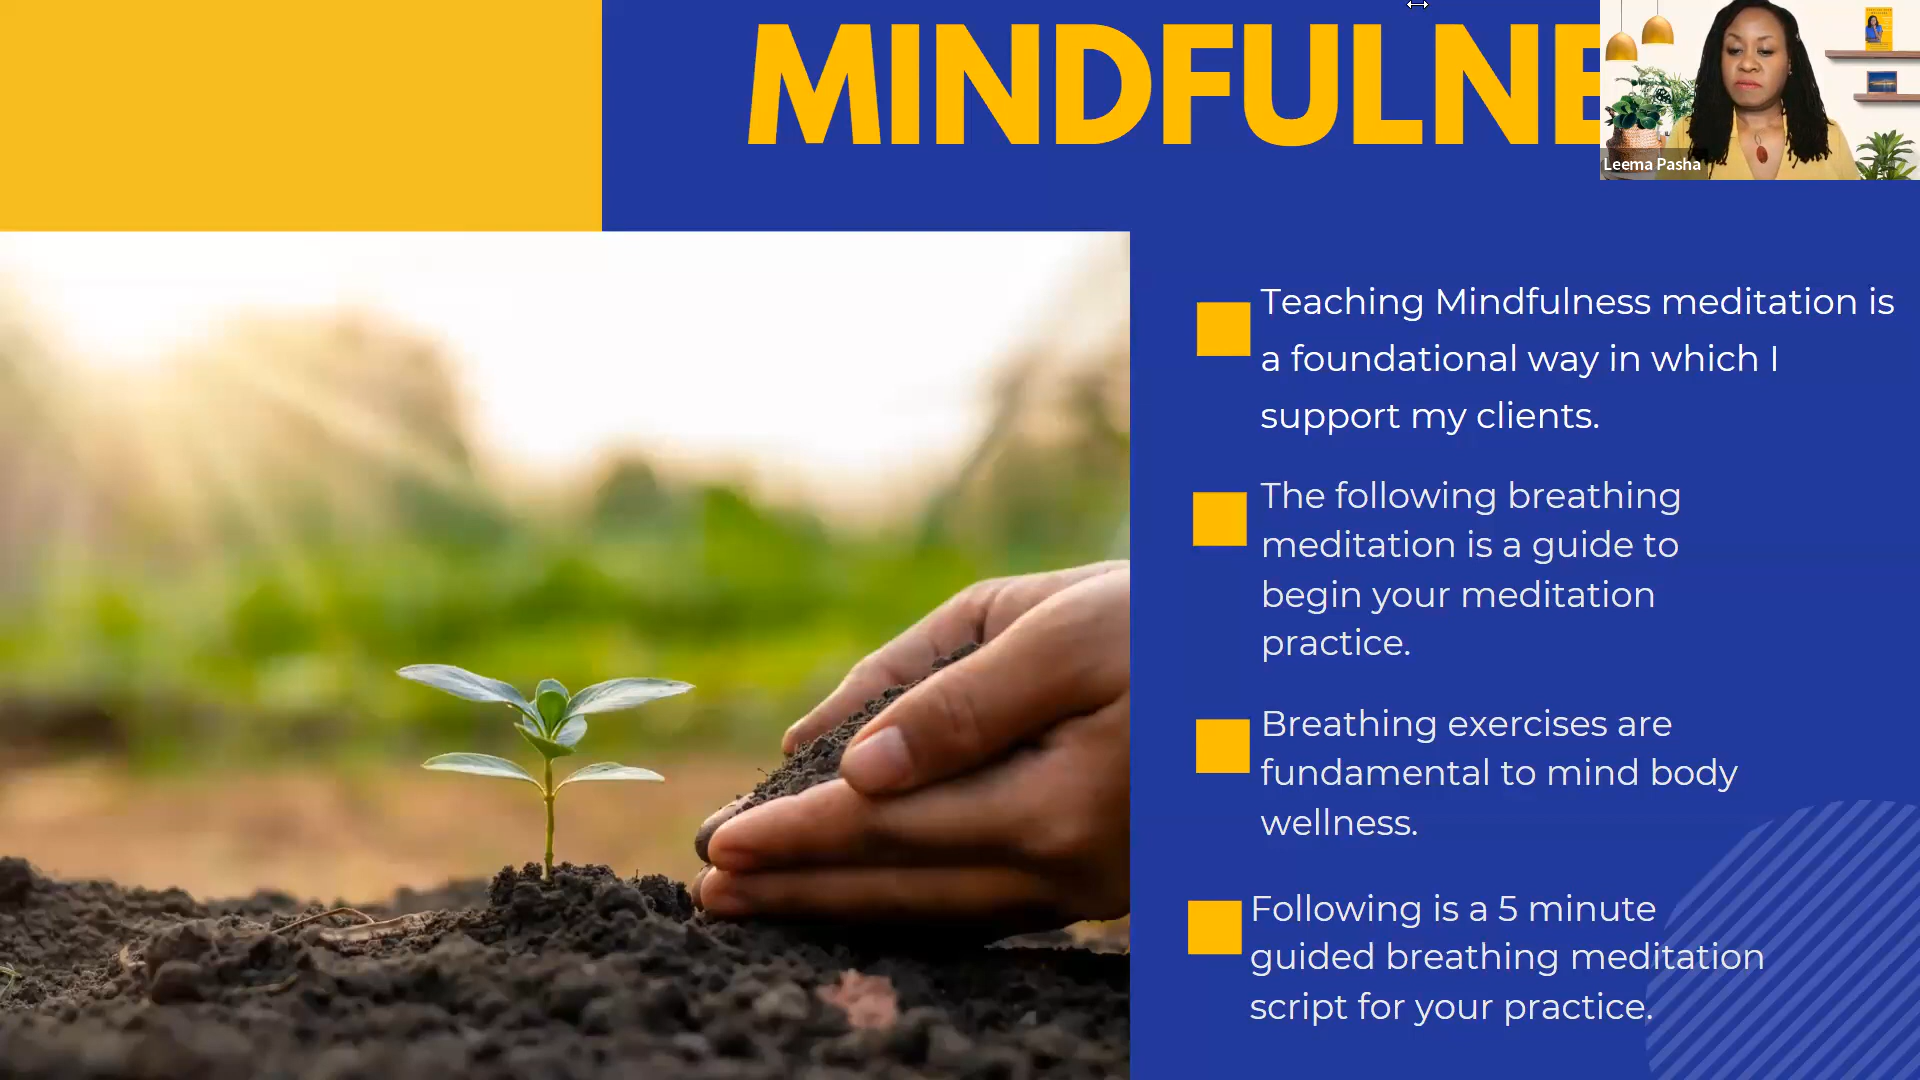 MINDFULNE
Leema Pasha
Teaching Mindfulness meditation is
a foundational way in which I
support my clients.
The following breathing
meditation is a guide to
begin your meditation
practice.
Breathing exercises are
fundamental to mind body
wellness.
Following is a 5 minute
guided breathing meditation
script for your practice.